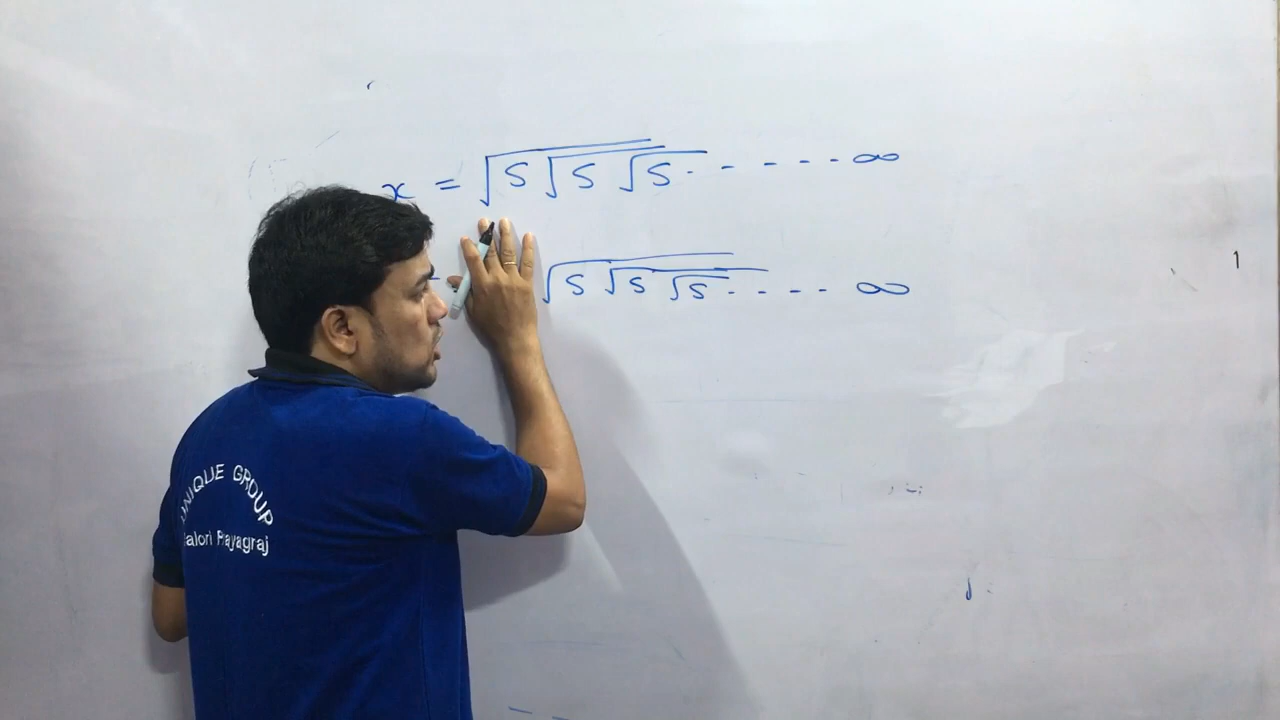 x = √5√5√5 - - - - - ∞
√5√5√5 - - - - ∞
UNIQUE GROUP
Prayagraj